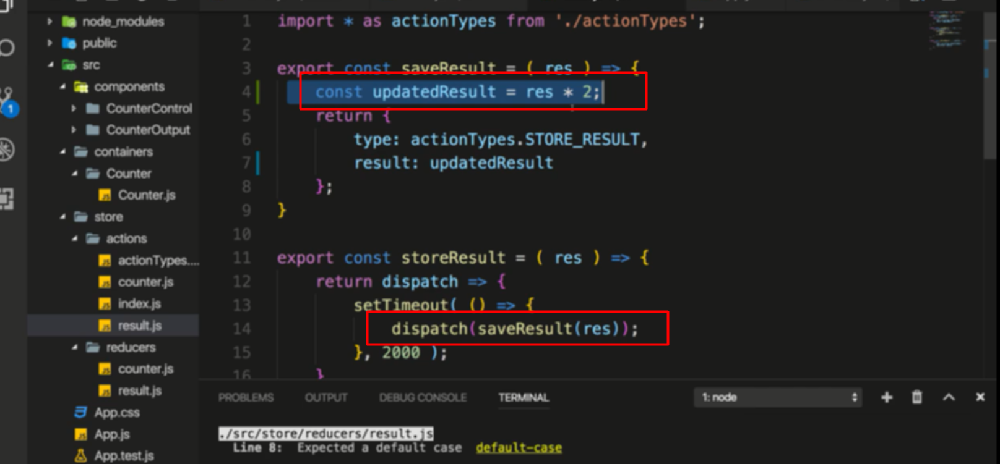 node_modules
public
src
components
CounterControl
CounterOutput
containers
Counter
Counter.js
store
actions
actionTypes....
counter.js
index.js
result.js
reducers
counter.js
result.js
App.css
App.js
App.test.js
1
1 import * as actionTypes from './actionTypes';
2
3 export const saveResult = ( res ) => {
4 const updatedResult = res * 2;
5 return {
6 type: actionTypes.STORE_RESULT,
7 result: updatedResult
8 };
9 }
10
11 export const storeResult = ( res ) => {
12 return dispatch => {
13 setTimeout( () => {
14 dispatch(saveResult(res));
15 }, 2000 );
16 }
PROBLEMS OUTPUT DEBUG CONSOLE TERMINAL 1: node
./src/store/reducers/result.js
Line 8: Expected a default case default-case